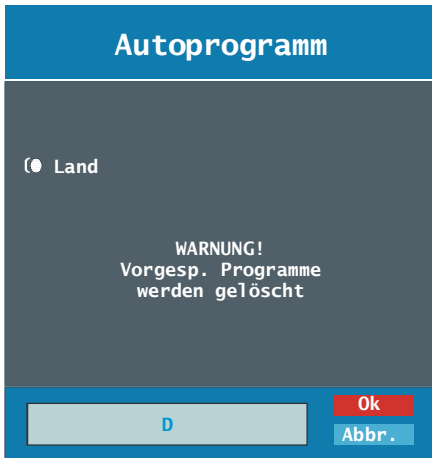 Autoprogramm
Land
WARNUNG!
Vorgesp. Programme
werden gelöscht
D
Ok
Abbr.